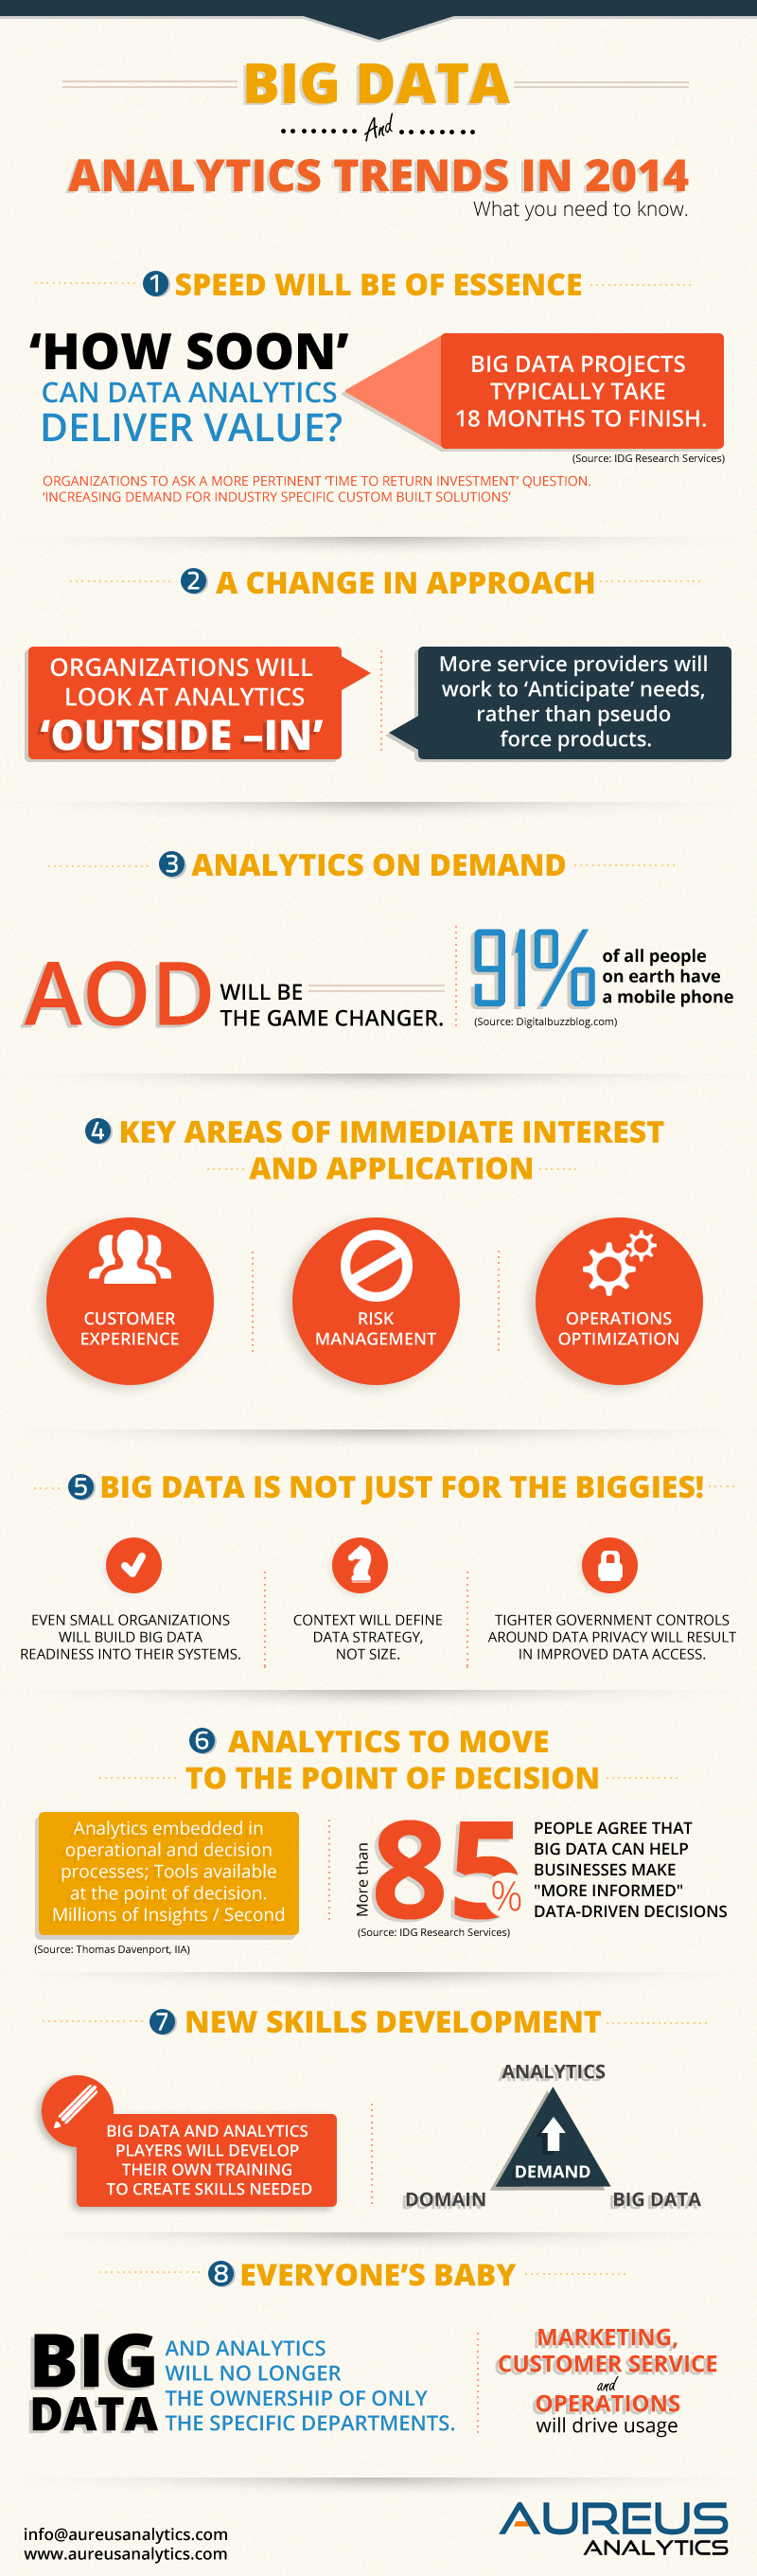 BIG DATA
And
ANALYTICS TRENDS IN 2014
What you need to know.
1 SPEED WILL BE OF ESSENCE
‘HOW SOON’
CAN DATA ANALYTICS
DELIVER VALUE?
BIG DATA PROJECTS
TYPICALLY TAKE
18 MONTHS TO FINISH.
(Source: IDG Research Services)
ORGANIZATIONS TO ASK A MORE PERTINENT ‘TIME TO RETURN INVESTMENT’ QUESTION.
‘INCREASING DEMAND FOR INDUSTRY SPECIFIC CUSTOM BUILT SOLUTIONS’
2 A CHANGE IN APPROACH
ORGANIZATIONS WILL
LOOK AT ANALYTICS
‘OUTSIDE –IN’
More service providers will
work to ‘Anticipate’ needs,
rather than pseudo
force products.
3 ANALYTICS ON DEMAND
AOD
WILL BE
THE GAME CHANGER.
91%
of all people
on earth have
a mobile phone
(Source: Digitalbuzzblog.com)
4 KEY AREAS OF IMMEDIATE INTEREST
AND APPLICATION
CUSTOMER
EXPERIENCE
RISK
MANAGEMENT
OPERATIONS
OPTIMIZATION
5 BIG DATA IS NOT JUST FOR THE BIGGIES!
EVEN SMALL ORGANIZATIONS
WILL BUILD BIG DATA
READINESS INTO THEIR SYSTEMS.
CONTEXT WILL DEFINE
DATA STRATEGY,
NOT SIZE.
TIGHTER GOVERNMENT CONTROLS
AROUND DATA PRIVACY WILL RESULT
IN IMPROVED DATA ACCESS.
6 ANALYTICS TO MOVE
TO THE POINT OF DECISION
Analytics embedded in
operational and decision
processes; Tools available
at the point of decision.
Millions of Insights / Second
(Source: Thomas Davenport, IIA)
More than
85%
(Source: IDG Research Services)
PEOPLE AGREE THAT
BIG DATA CAN HELP
BUSINESSES MAKE
"MORE INFORMED"
DATA-DRIVEN DECISIONS
7 NEW SKILLS DEVELOPMENT
BIG DATA AND ANALYTICS
PLAYERS WILL DEVELOP
THEIR OWN TRAINING
TO CREATE SKILLS NEEDED
ANALYTICS
DEMAND
DOMAIN
BIG DATA
8 EVERYONE’S BABY
BIG
DATA
AND ANALYTICS
WILL NO LONGER
THE OWNERSHIP OF ONLY
THE SPECIFIC DEPARTMENTS.
MARKETING,
CUSTOMER SERVICE
and
OPERATIONS
will drive usage
info@aureusanalytics.com
www.aureusanalytics.com
AUREUS
ANALYTICS